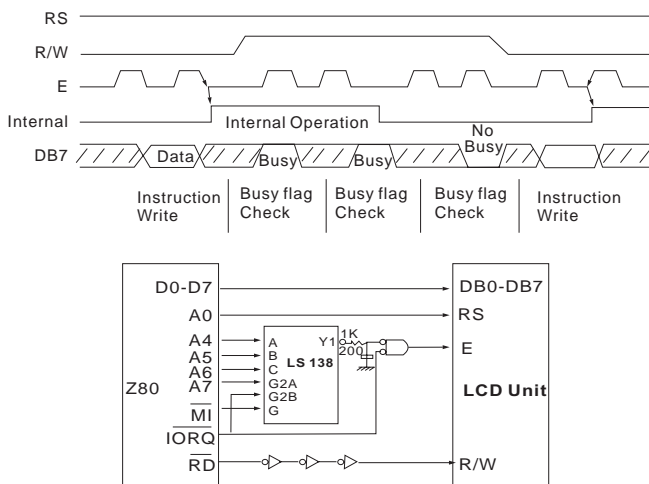 RS
R/W
E
Internal
Internal Operation
No
Busy
DB7
Data
Busy
Busy
Instruction
Write
Busy flag
Check
Busy flag
Check
Busy flag
Check
Instruction
Write
D0-D7
DB0-DB7
A0
RS
A4
A
Y1
1K
A5
B
200
E
A6
C
LS 138
A7
G2A
Z80
G2B
LCD Unit
MI
G
IORQ
RD
R/W